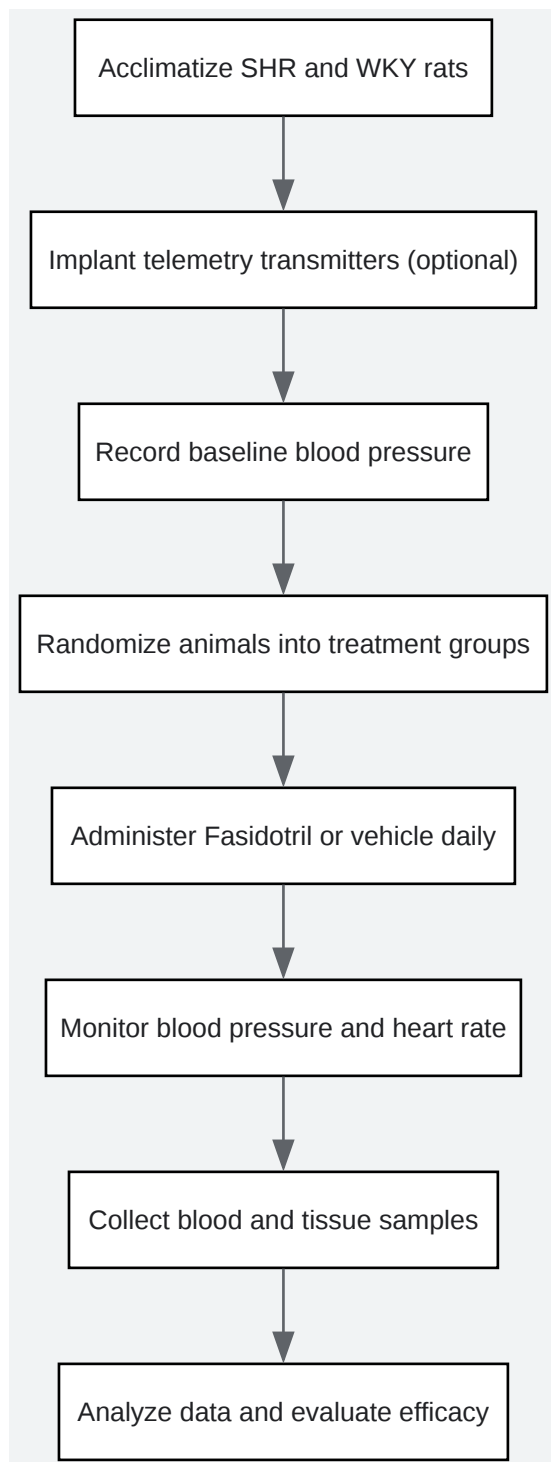 Acclimatize SHR and WKY rats
Implant telemetry transmitters (optional)
Record baseline blood pressure
Randomize animals into treatment groups
Administer Fasidotril or vehicle daily
Monitor blood pressure and heart rate
Collect blood and tissue samples
Analyze data and evaluate efficacy